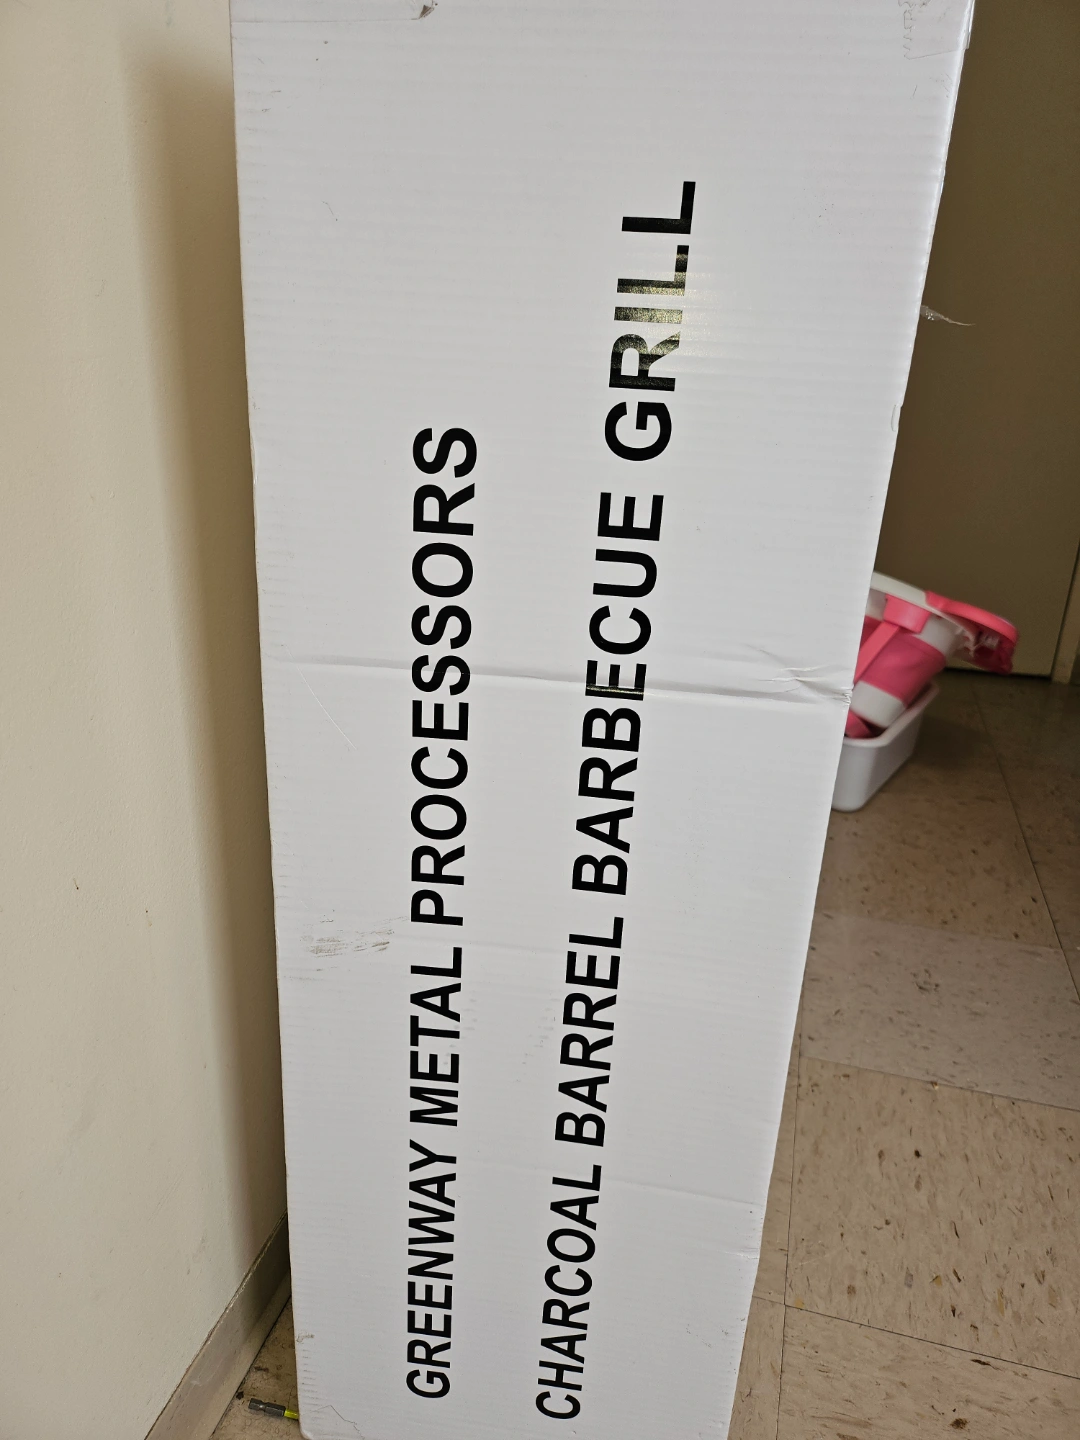 GREENWAY METAL PROCESSORS
CHARCOAL BARREL BARBECUE GRILL